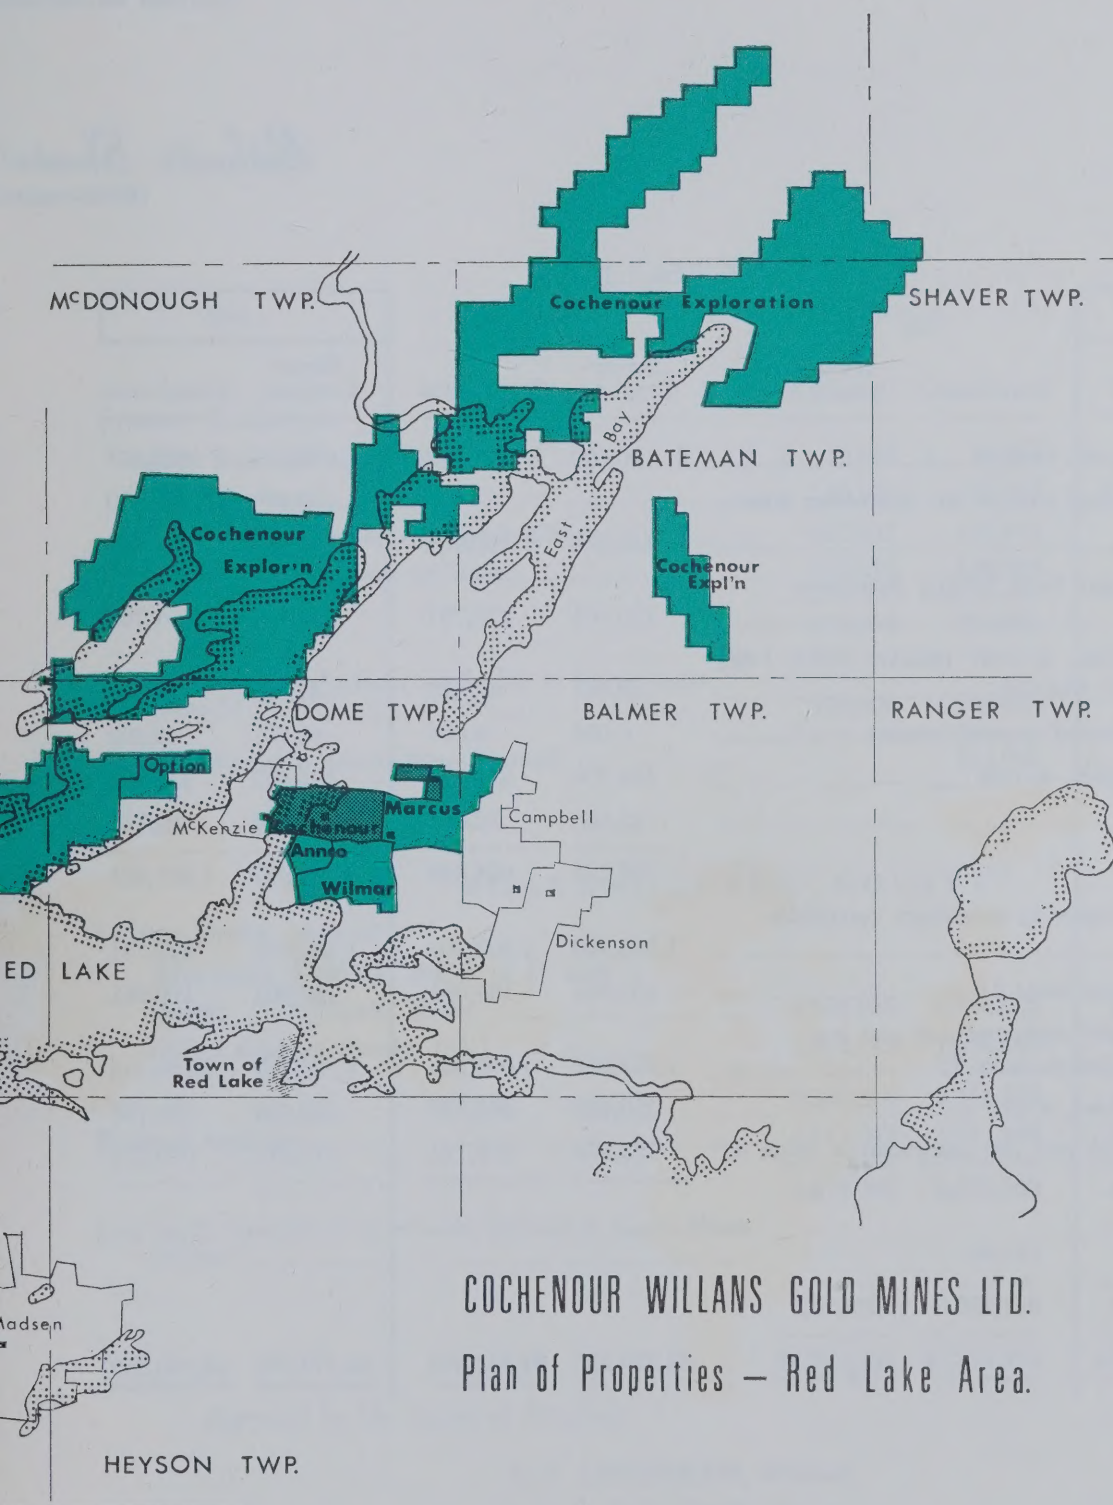 McDONOUGH TWP.
Cochenour Exploration
SHAVER TWP.
Bay
BATEMAN TWP.
East
Cochenour
Explor'n
Cochenour
Expl'n
DOME TWP.
BALMER TWP.
RANGER TWP.
Option
Marcus
Campbell
McKenzie
Cochenour
Annco
Wilmar
Dickenson
ED LAKE
Town of
Red Lake
COCHENOUR WILLANS GOLD MINES LTD.
Plan of Properties — Red Lake Area.
Madsen
HEYSON TWP.